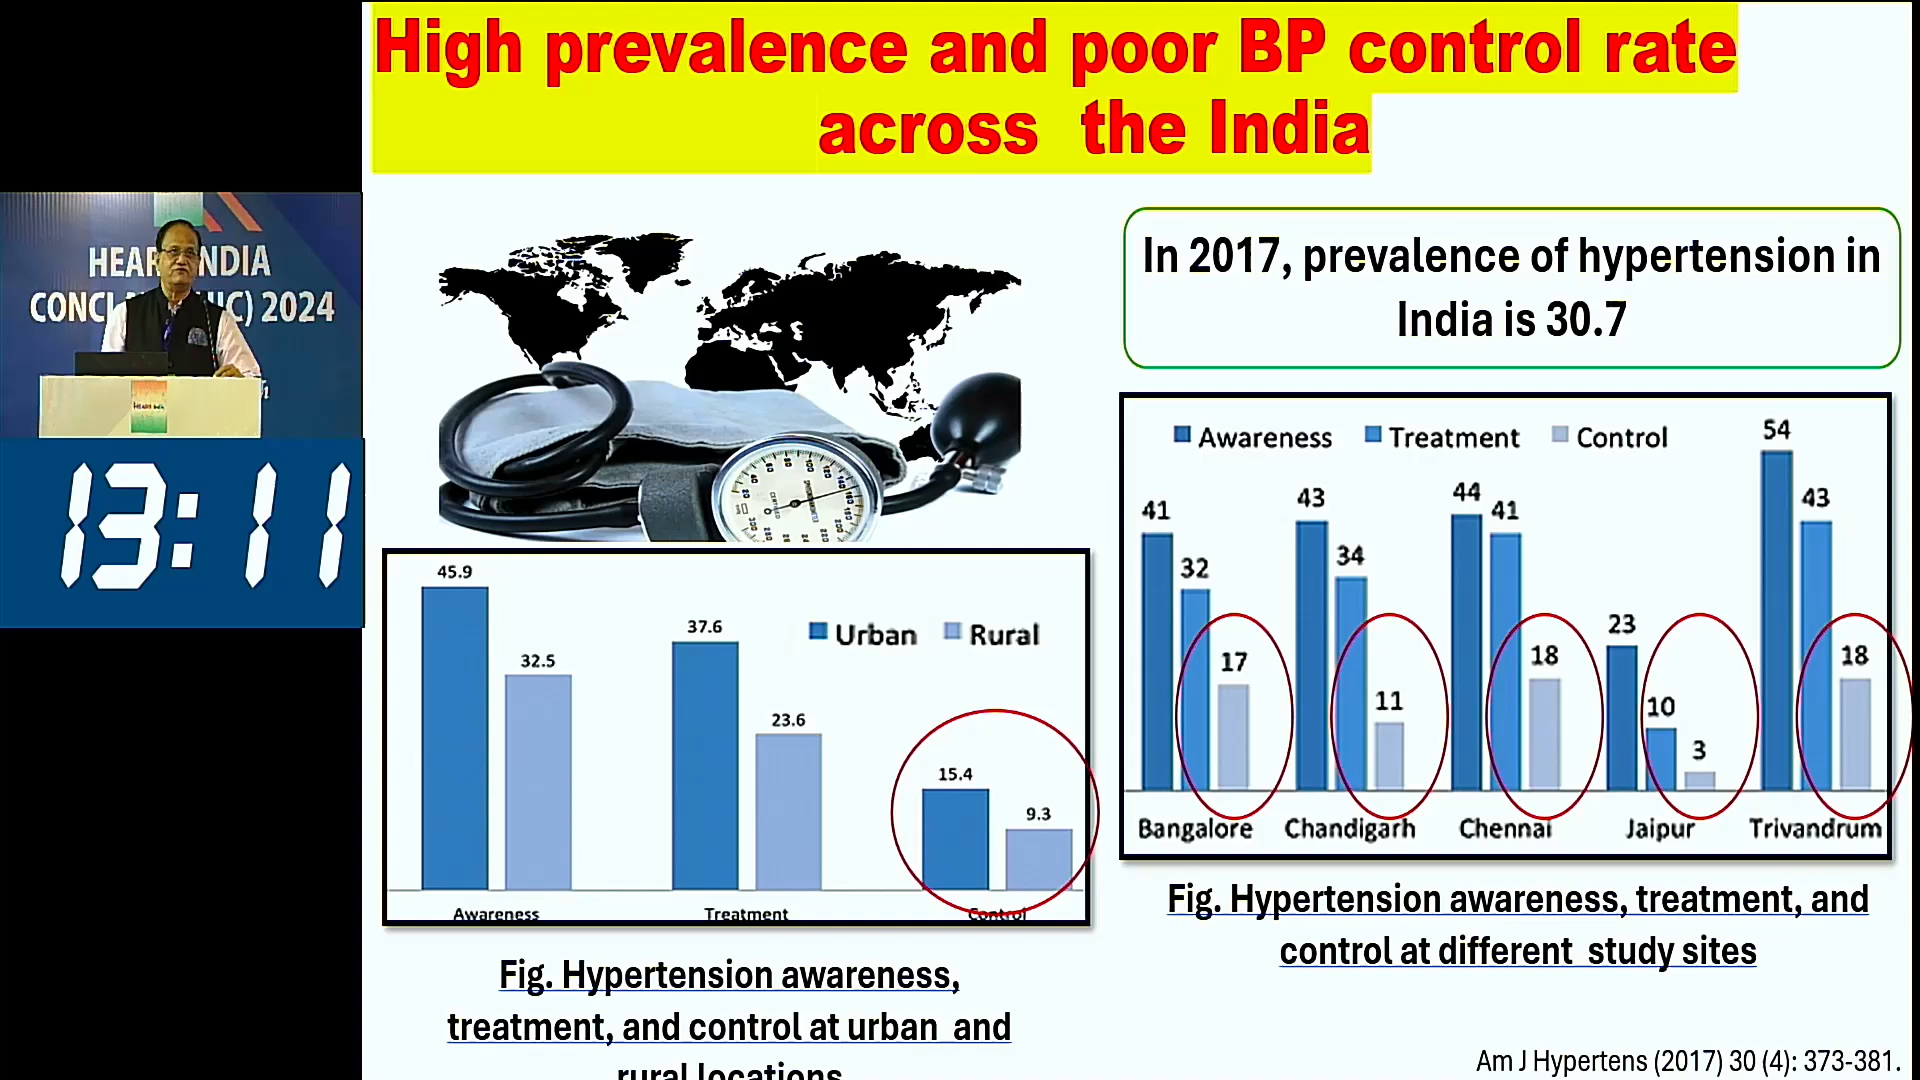 High prevalence and poor BP control rate
across the India
HEAR INDIA
CONCL IC) 2024
13:11
In 2017, prevalence of hypertension in
India is 30.7
Awareness Treatment Control
41 32 17
43 34 11
44 41 18
23 10 3
54 43 18
Bangalore Chandigarh Chennai Jaipur Trivandrum
Fig. Hypertension awareness, treatment, and
control at different study sites
Urban Rural
45.9 32.5
37.6 23.6
15.4 9.3
Awareness Treatment Control
Fig. Hypertension awareness,
treatment, and control at urban and
rural locations
Am J Hypertens (2017) 30 (4): 373-381.